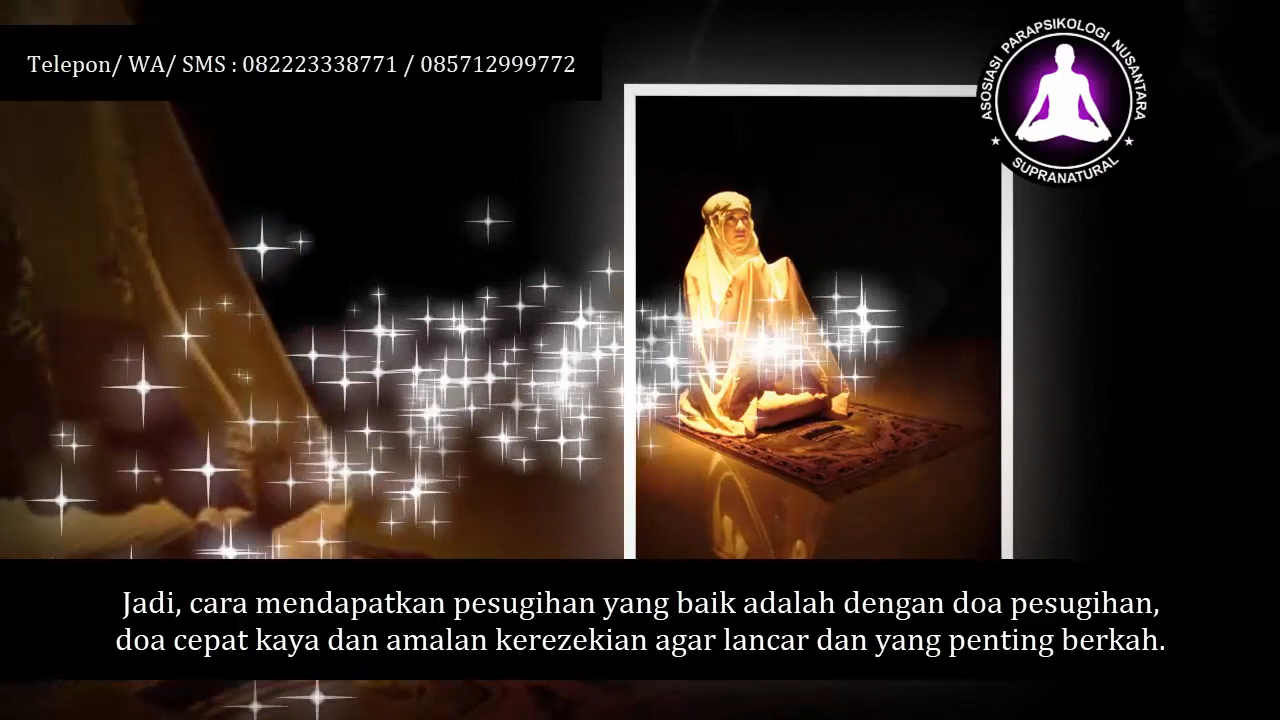 Telepon/ WA/ SMS : 082223338771 / 085712999772
ASOSIASI PARAPSIKOLOGI NUSANTARA
SUPRANATURAL
Jadi, cara mendapatkan pesugihan yang baik adalah dengan doa pesugihan,
doa cepat kaya dan amalan kerezekian agar lancar dan yang penting berkah.